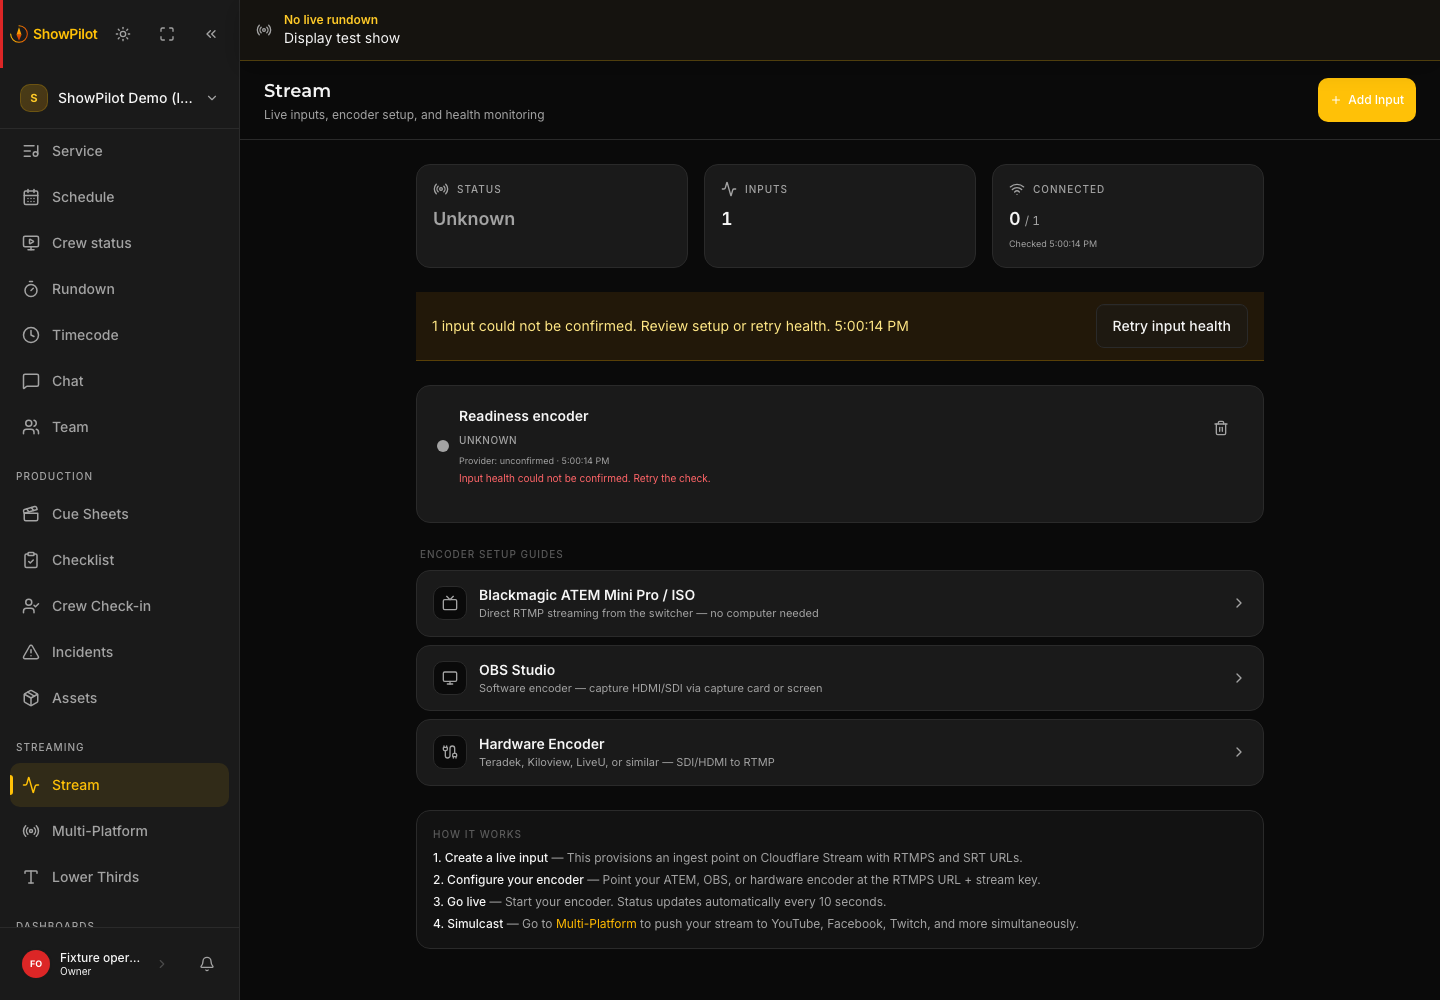 ShowPilot
S
ShowPilot Demo (I...
Service
Schedule
Crew status
Rundown
Timecode
Chat
Team
PRODUCTION
Cue Sheets
Checklist
Crew Check-in
Incidents
Assets
STREAMING
Stream
Multi-Platform
Lower Thirds
DASHBOARDS
FO
Fixture oper...
Owner
No live rundown
Display test show
Stream
Live inputs, encoder setup, and health monitoring
+ Add Input
STATUS
Unknown
INPUTS
1
CONNECTED
0 / 1
Checked 5:00:14 PM
1 input could not be confirmed. Review setup or retry health. 5:00:14 PM
Retry input health
Readiness encoder
UNKNOWN
Provider: unconfirmed · 5:00:14 PM
Input health could not be confirmed. Retry the check.
ENCODER SETUP GUIDES
Blackmagic ATEM Mini Pro / ISO
Direct RTMP streaming from the switcher — no computer needed
OBS Studio
Software encoder — capture HDMI/SDI via capture card or screen
Hardware Encoder
Teradek, Kiloview, LiveU, or similar — SDI/HDMI to RTMP
HOW IT WORKS
1. Create a live input — This provisions an ingest point on Cloudflare Stream with RTMPS and SRT URLs.
2. Configure your encoder — Point your ATEM, OBS, or hardware encoder at the RTMPS URL + stream key.
3. Go live — Start your encoder. Status updates automatically every 10 seconds.
4. Simulcast — Go to Multi-Platform to push your stream to YouTube, Facebook, Twitch, and more simultaneously.